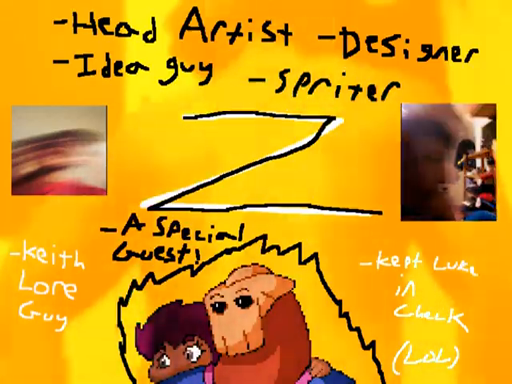 -Head Artist -Designer
-Idea guy -Spriter
Z
-A Special
Guest!
-Keith
Lore
Guy
-Kept Luke
in
Check
(LOL)